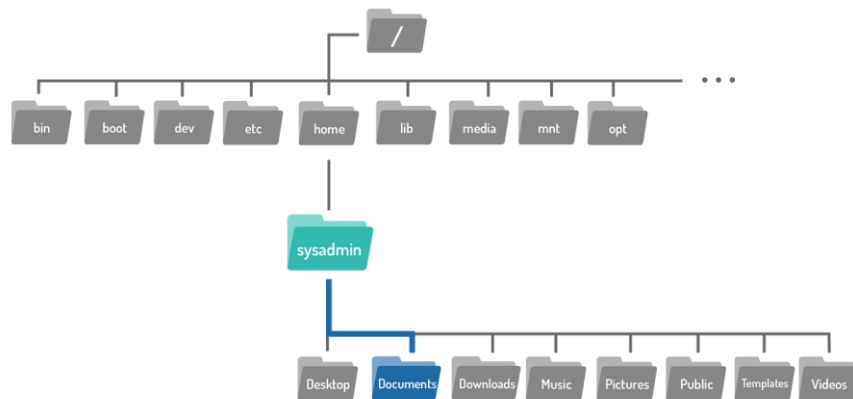 /
bin boot dev etc home lib media mnt opt ...
sysadmin
Desktop Documents Downloads Music Pictures Public Templates Videos